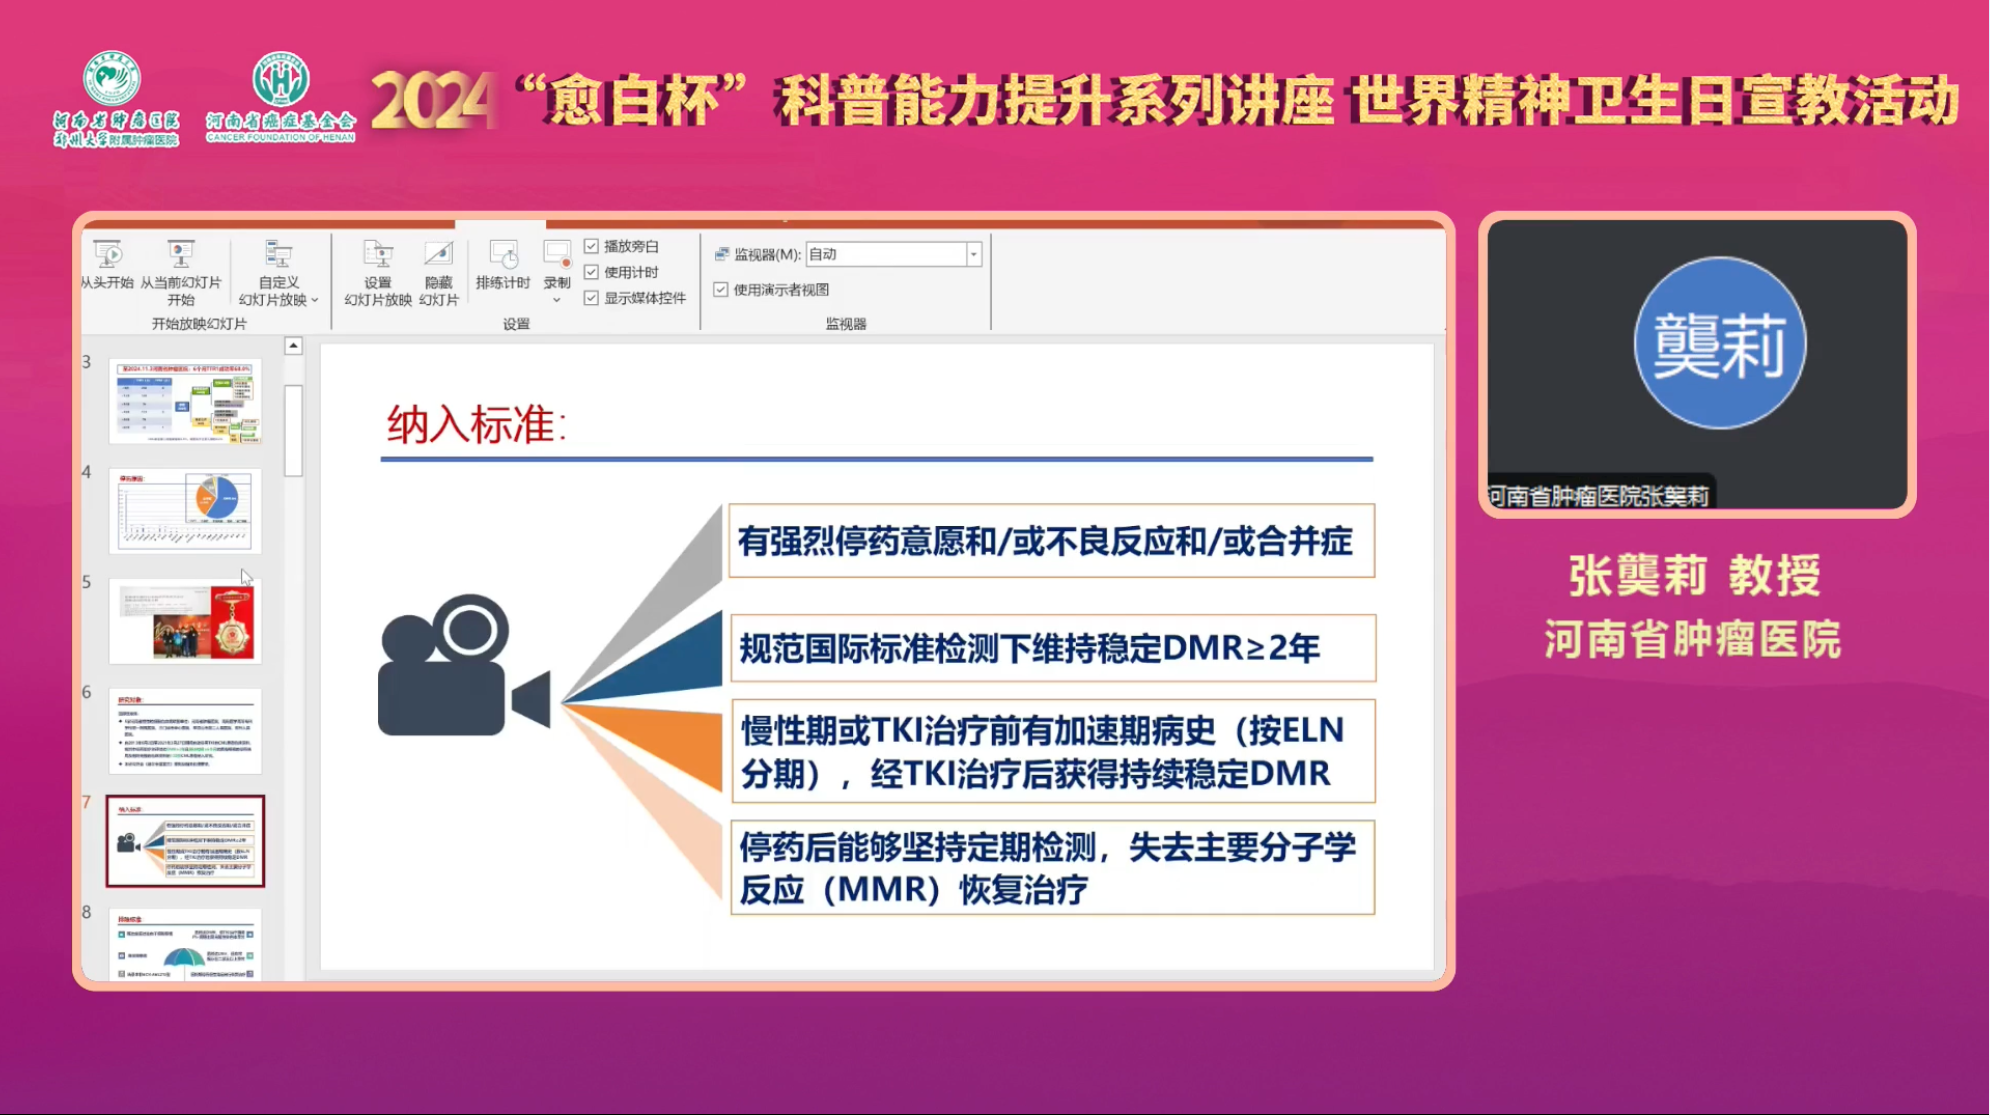 河南省肿瘤医院
郑州大学附属肿瘤医院
河南省癌症基金会
CANCER FOUNDATION OF HENAN
2024“愈白杯”科普能力提升系列讲座 世界精神卫生日宣教活动
从头开始
从当前幻灯片
开始
自定义
幻灯片放映
开始放映幻灯片
设置
幻灯片放映
隐藏
幻灯片
排练计时
录制
播放旁白
使用计时
显示媒体控件
设置
监视器(M):
自动
使用演示者视图
监视器
3
4
5
6
7
8
纳入标准:
有强烈停药意愿和/或不良反应和/或合并症
规范国际标准检测下维持稳定DMR≥2年
慢性期或TKI治疗前有加速期病史（按ELN
分期），经TKI治疗后获得持续稳定DMR
停药后能够坚持定期检测，失去主要分子学
反应（MMR）恢复治疗
龑莉
河南省肿瘤医院张龑莉
张龑莉 教授
河南省肿瘤医院